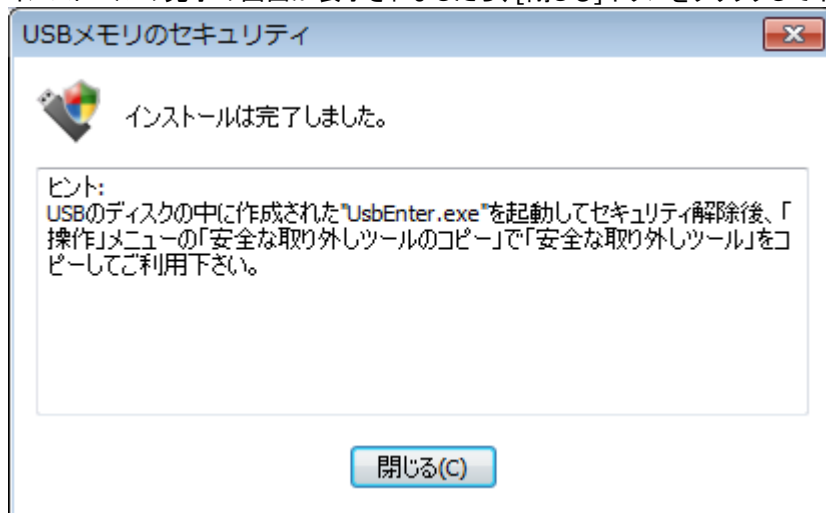 USBメモリのセキュリティ
インストールは完了しました。
ヒント:
USBのディスクの中に作成された"UsbEnter.exe"を起動してセキュリティ解除後、「
操作」メニューの「安全な取り外しツールのコピー」で「安全な取り外しツール」をコ
ピーしてご利用下さい。
閉じる(C)